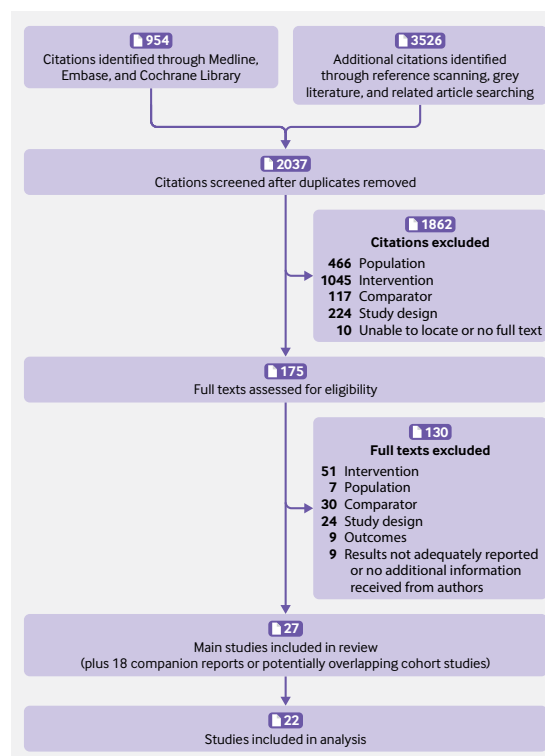 954
Citations identified through Medline,
Embase, and Cochrane Library
3526
Additional citations identified
through reference scanning, grey
literature, and related article searching
2037
Citations screened after duplicates removed
1862
Citations excluded
466 Population
1045 Intervention
117 Comparator
224 Study design
10 Unable to locate or no full text
175
Full texts assessed for eligibility
130
Full texts excluded
51 Intervention
7 Population
30 Comparator
24 Study design
9 Outcomes
9 Results not adequately reported
or no additional information
received from authors
27
Main studies included in review
(plus 18 companion reports or potentially overlapping cohort studies)
22
Studies included in analysis